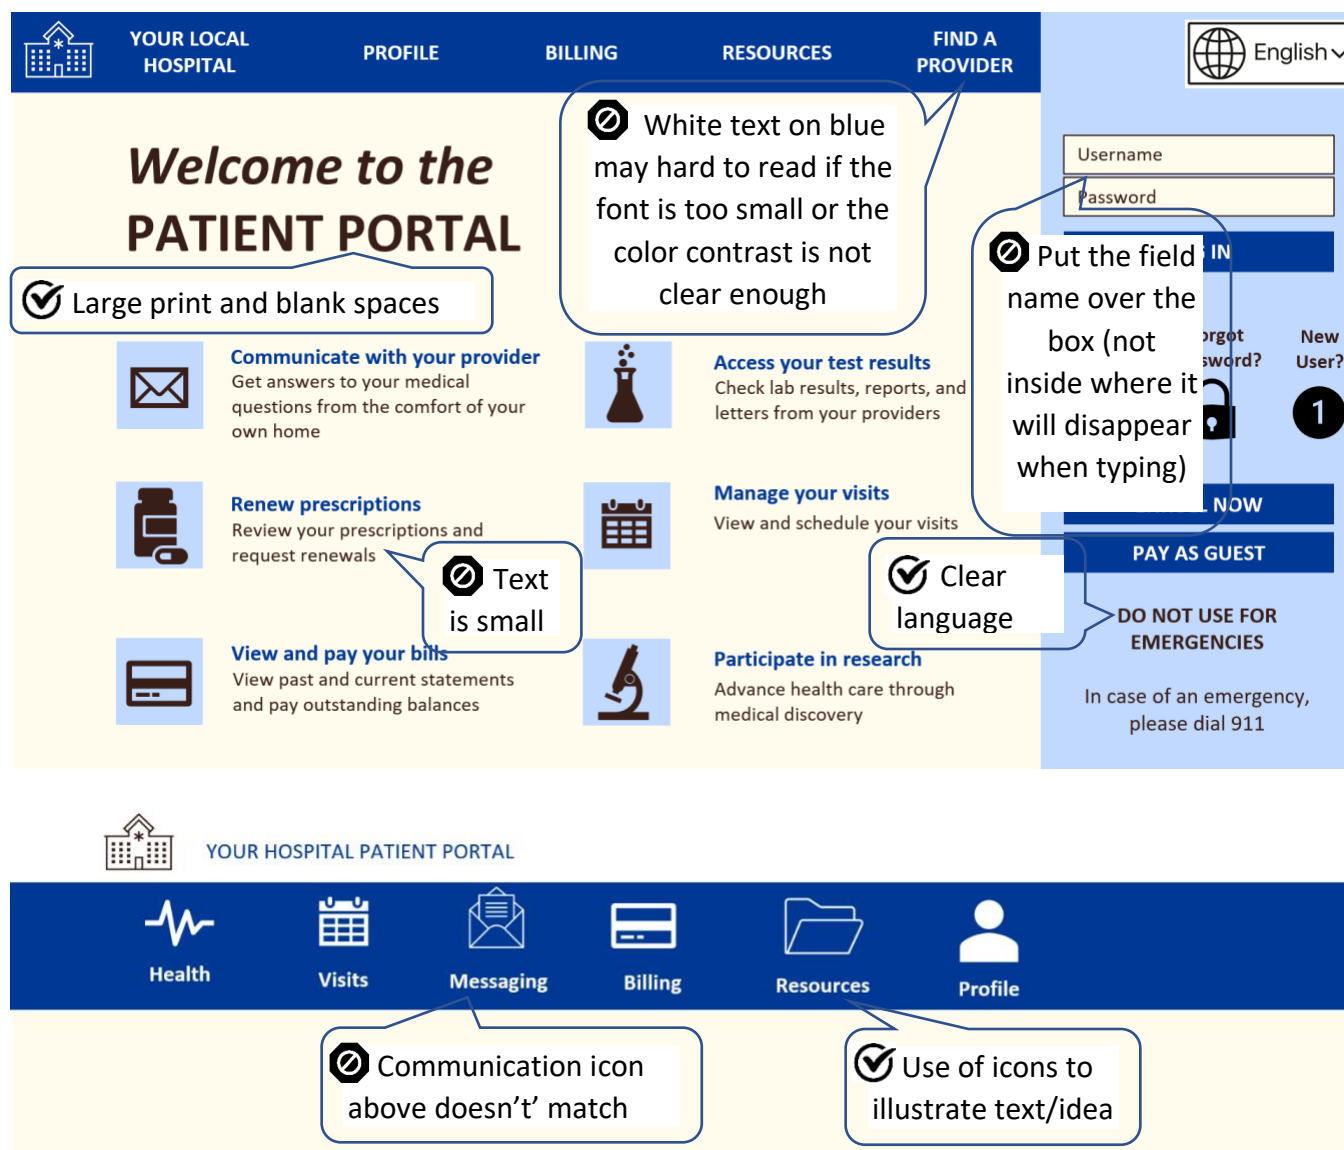 YOUR LOCAL
HOSPITAL
PROFILE
BILLING
RESOURCES
FIND A
PROVIDER
English
Welcome to the
PATIENT PORTAL
White text on blue
may hard to read if the
font is too small or the
color contrast is not
clear enough
Large print and blank spaces
Username
Password
IN
Put the field
name over the
box (not
inside where it
will disappear
when typing)
New
User?
1
Communicate with your provider
Get answers to your medical
questions from the comfort of your
own home
Access your test results
Check lab results, reports, and
letters from your providers
Renew prescriptions
Review your prescriptions and
request renewals
Text
is small
Manage your visits
View and schedule your visits
NOW
PAY AS GUEST
Clear
language
DO NOT USE FOR
EMERGENCIES
In case of an emergency,
please dial 911
View and pay your bills
View past and current statements
and pay outstanding balances
Participate in research
Advance health care through
medical discovery
YOUR HOSPITAL PATIENT PORTAL
Health
Visits
Messaging
Billing
Resources
Profile
Communication icon
above doesn't' match
Use of icons to
illustrate text/idea